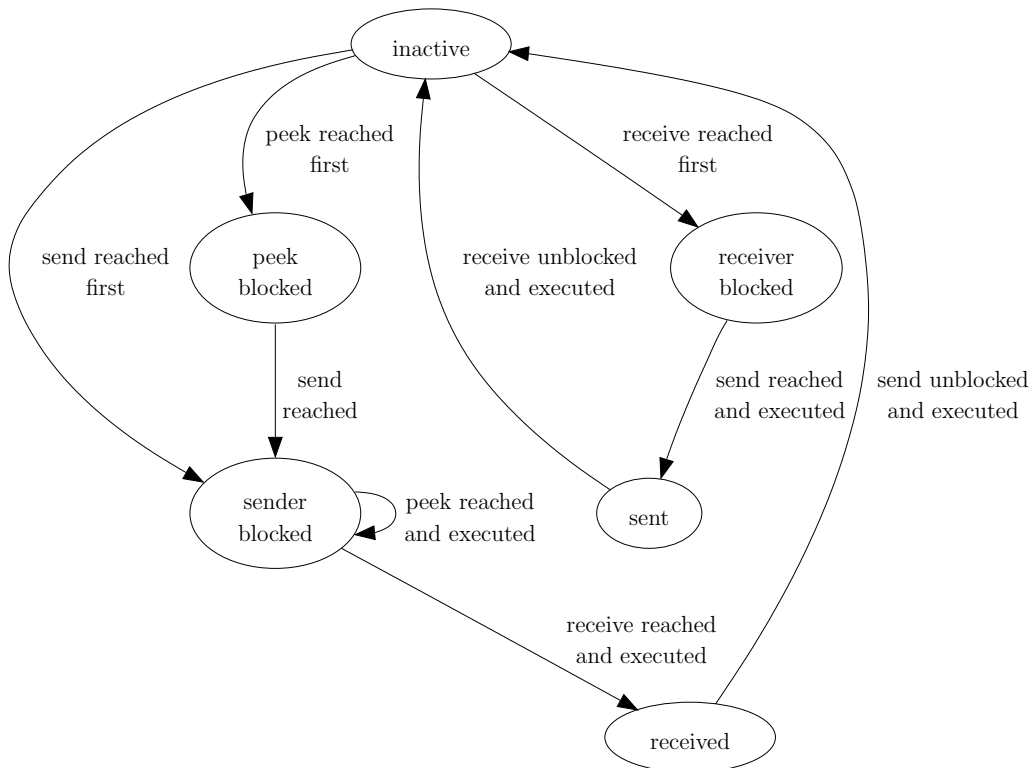 inactive
peek reached
first
receive reached
first
send reached
first
peek
blocked
receive unblocked
and executed
receiver
blocked
send
reached
send reached
and executed
send unblocked
and executed
sender
blocked
peek reached
and executed
sent
receive reached
and executed
received